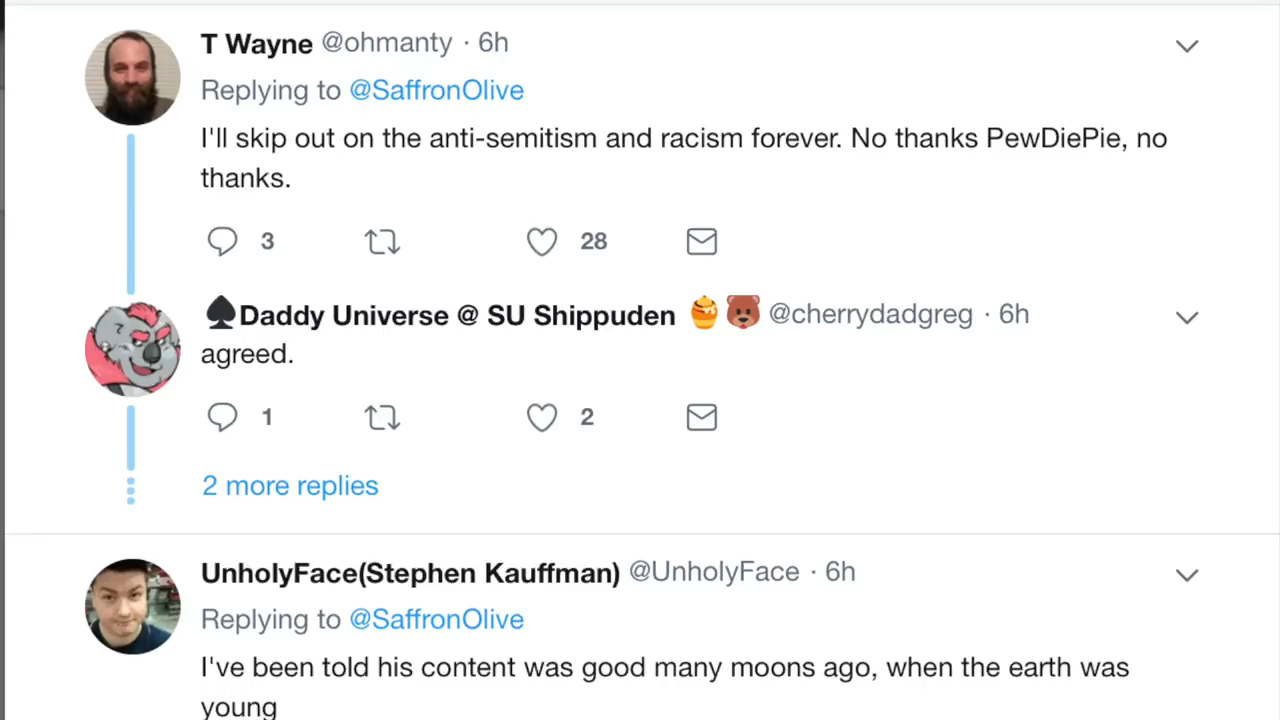 T Wayne @ohmanty · 6h
Replying to @SaffronOlive
I'll skip out on the anti-semitism and racism forever. No thanks PewDiePie, no
thanks.
3 28
♠Daddy Universe @ SU Shippuden 🍯🐻 @cherrydadgreg · 6h
agreed.
1 2
2 more replies
UnholyFace(Stephen Kauffman) @UnholyFace · 6h
Replying to @SaffronOlive
I've been told his content was good many moons ago, when the earth was
young